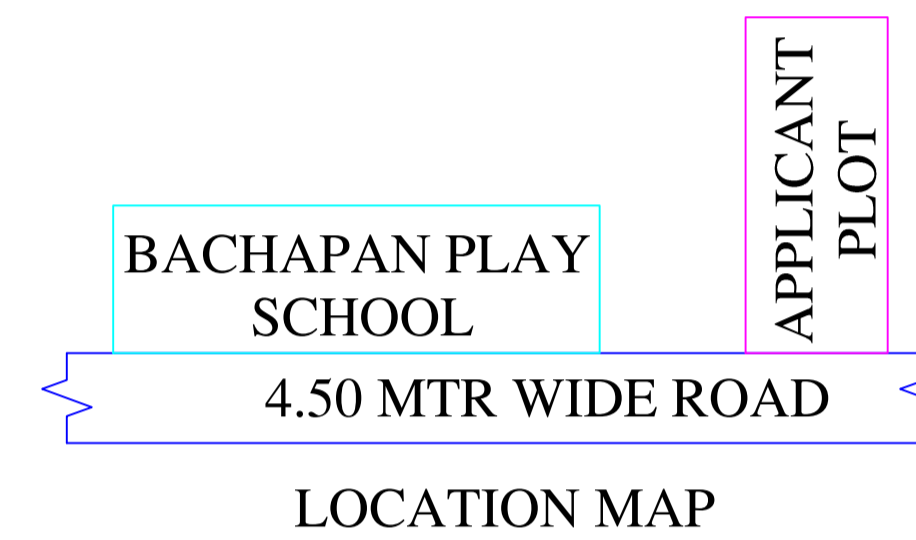 APPLICANT
PLOT
BACHAPAN PLAY
SCHOOL
4.50 MTR WIDE ROAD
LOCATION MAP